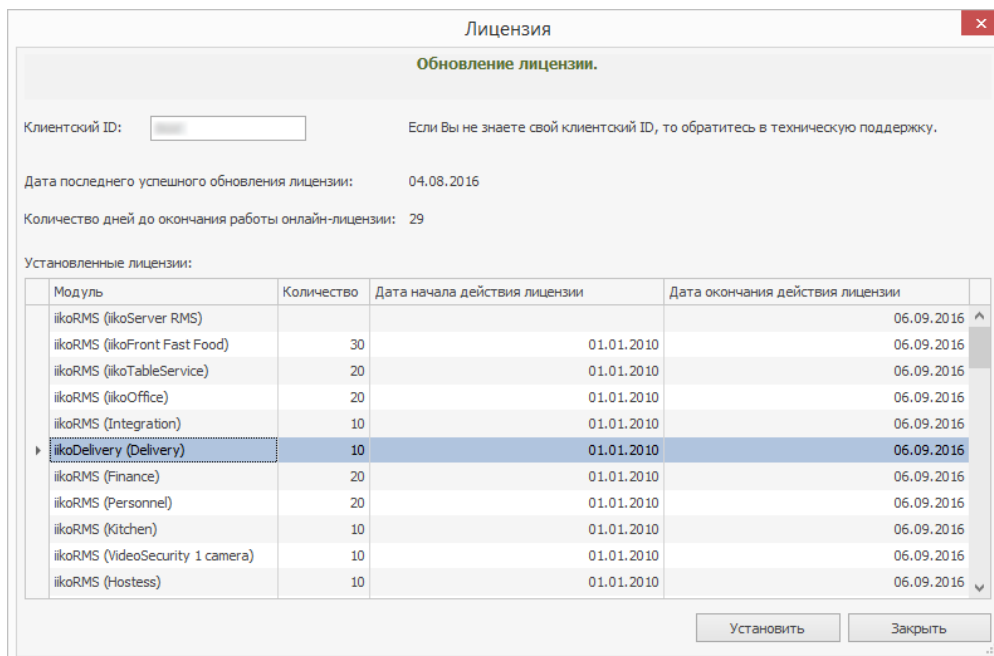 Лицензия
Обновление лицензии.
Клиентский ID: Если Вы не знаете свой клиентский ID, то обратитесь в техническую поддержку.
Дата последнего успешного обновления лицензии: 04.08.2016
Количество дней до окончания работы онлайн-лицензии: 29
Установленные лицензии:
Модуль Количество Дата начала действия лицензии Дата окончания действия лицензии
iikoRMS (iikoServer RMS) 06.09.2016
iikoRMS (iikoFront Fast Food) 30 01.01.2010 06.09.2016
iikoRMS (iikoTableService) 20 01.01.2010 06.09.2016
iikoRMS (iikoOffice) 20 01.01.2010 06.09.2016
iikoRMS (Integration) 10 01.01.2010 06.09.2016
iikoDelivery (Delivery) 10 01.01.2010 06.09.2016
iikoRMS (Finance) 20 01.01.2010 06.09.2016
iikoRMS (Personnel) 20 01.01.2010 06.09.2016
iikoRMS (Kitchen) 10 01.01.2010 06.09.2016
iikoRMS (VideoSecurity 1 camera) 10 01.01.2010 06.09.2016
iikoRMS (Hostess) 10 01.01.2010 06.09.2016
Установить Закрыть